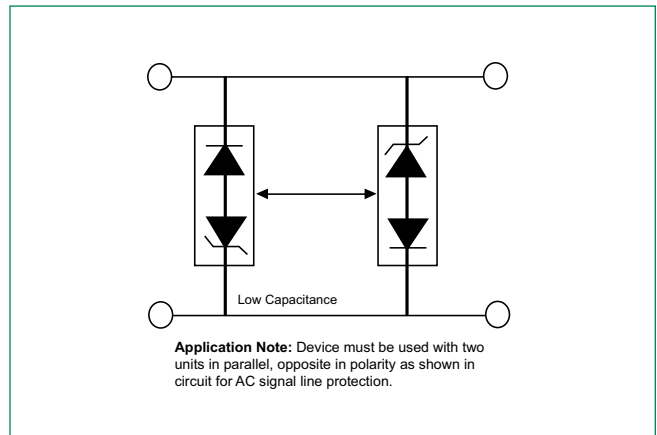 Low Capacitance
Application Note: Device must be used with two
units in parallel, opposite in polarity as shown in
circuit for AC signal line protection.